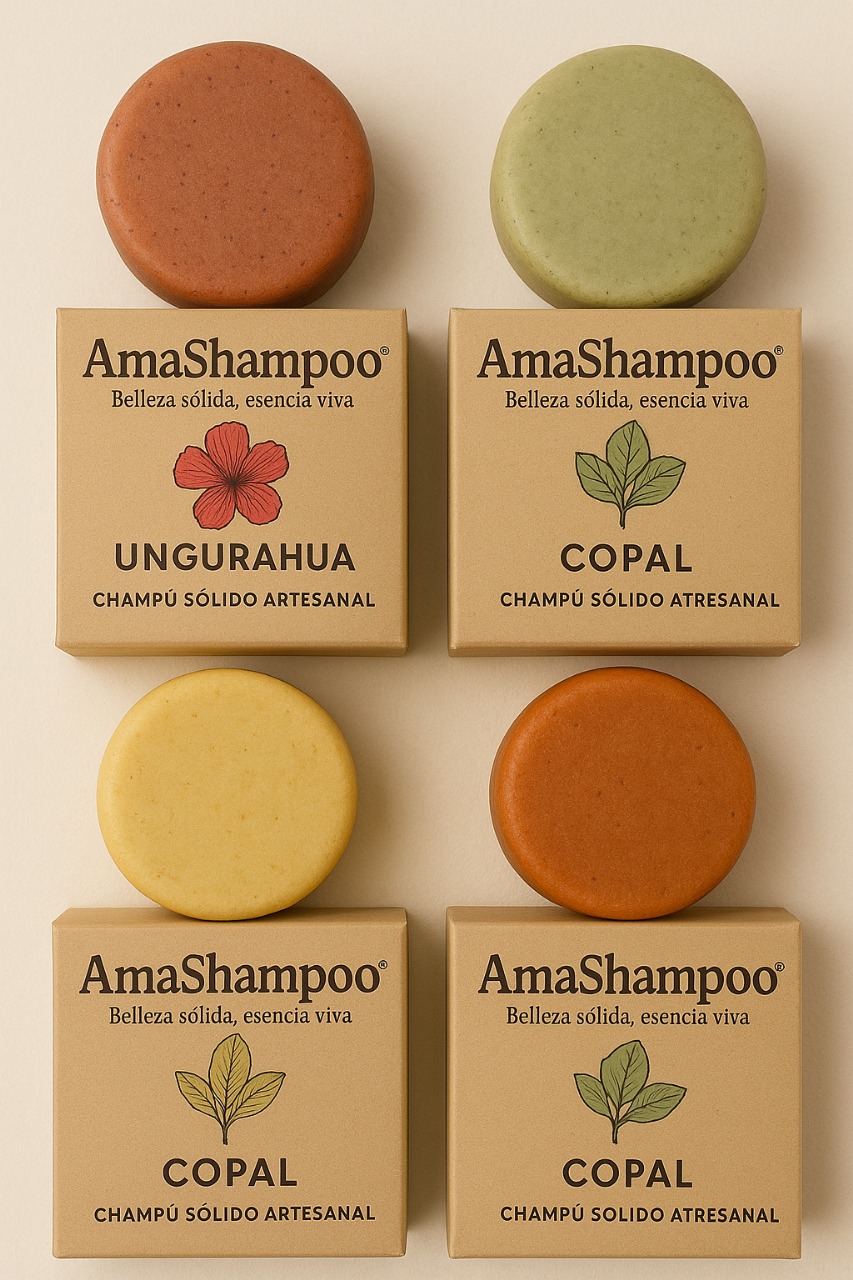 AmaShampoo®
Belleza sólida, esencia viva
UNGURAHUA
CHAMPÚ SÓLIDO ARTESANAL
AmaShampoo®
Belleza sólida, esencia viva
COPAL
CHAMPÚ SÓLIDO ATRESANAL
AmaShampoo®
Belleza sólida, esencia viva
COPAL
CHAMPÚ SÓLIDO ARTESANAL
AmaShampoo®
Belleza sólida, esencia viva
COPAL
CHAMPÚ SOLIDO ATRESANAL